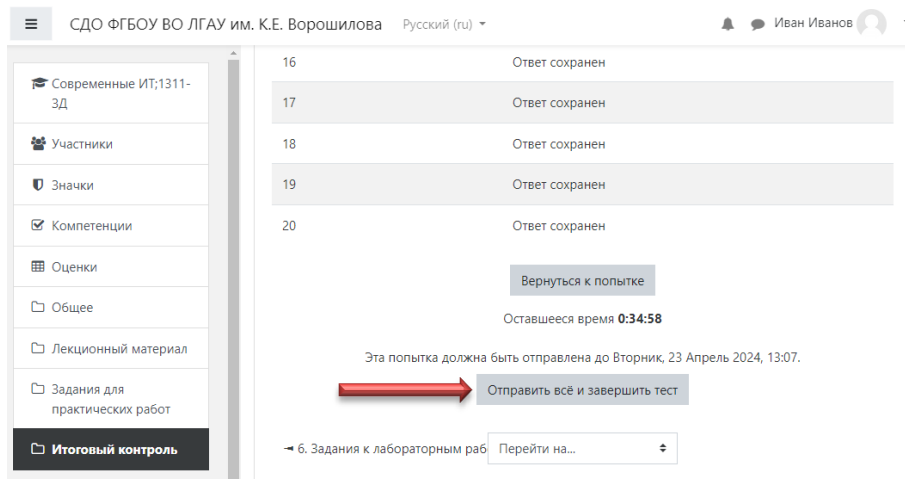 СДО ФГБОУ ВО ЛГАУ им. К.Е. Ворошилова Русский (ru) Иван Иванов
Современные ИТ;1311-
ЗД
Участники
Значки
Компетенции
Оценки
Общее
Лекционный материал
Задания для
практических работ
Итоговый контроль
16 Ответ сохранен
17 Ответ сохранен
18 Ответ сохранен
19 Ответ сохранен
20 Ответ сохранен
Вернуться к попытке
Оставшееся время 0:34:58
Эта попытка должна быть отправлена до Вторник, 23 Апрель 2024, 13:07.
Отправить всё и завершить тест
◄ 6. Задания к лабораторным раб Перейти на...